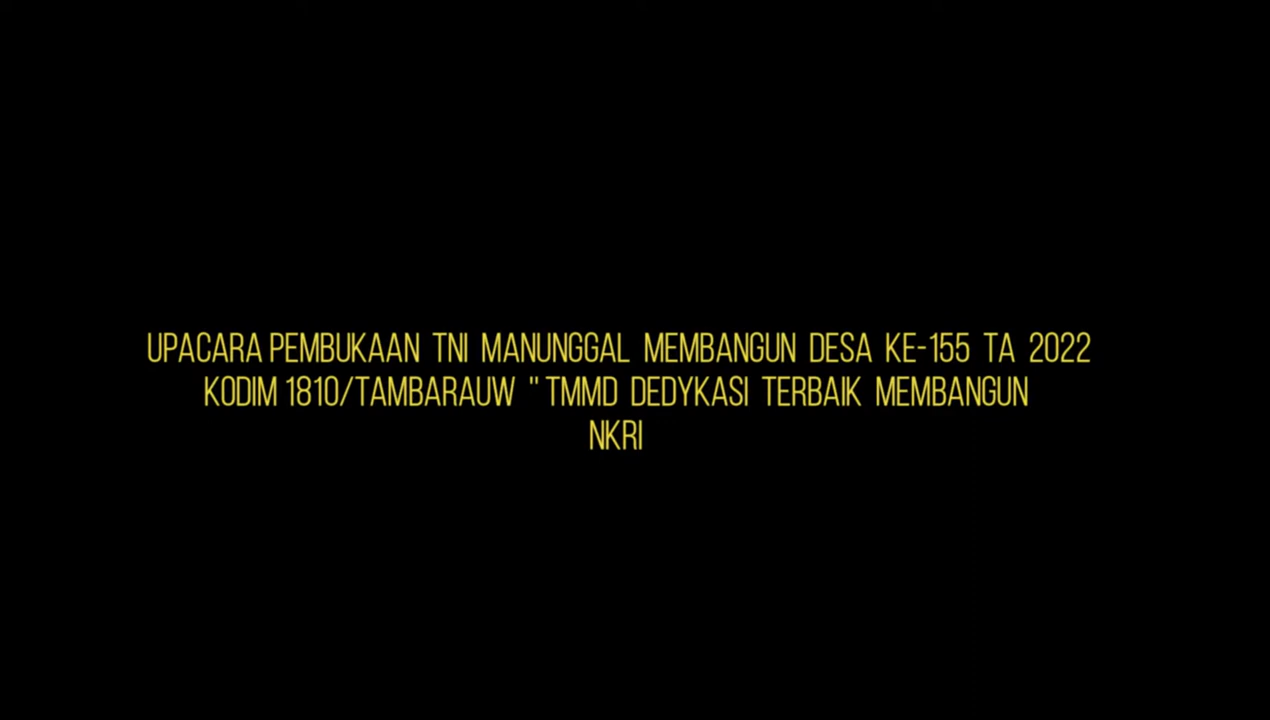 UPACARA PEMBUKAAN TNI MANUNGGAL MEMBANGUN DESA KE-155 TA 2022
KODIM 1810/TAMBARAUW " TMMD DEDYKASI TERBAIK MEMBANGUN
NKRI